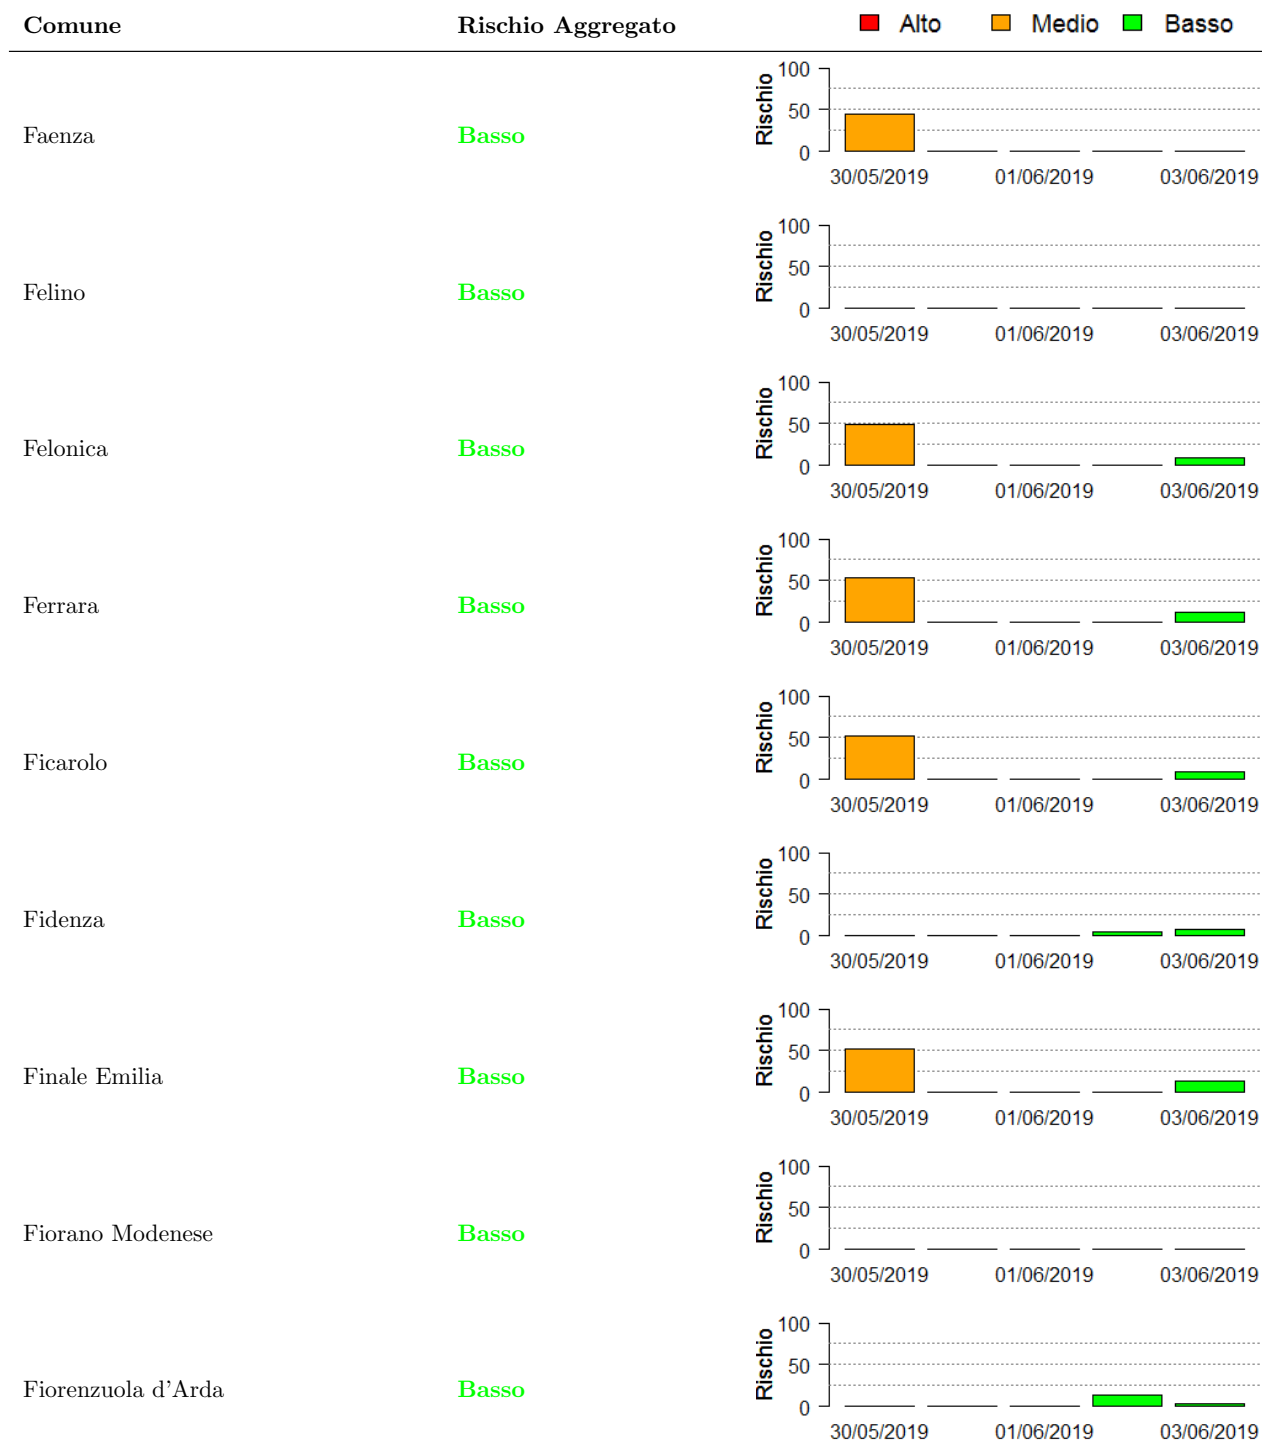 Comune Rischio Aggregato Alto Medio Basso
Faenza Basso Rischio 100 50 0
30/05/2019 01/06/2019 03/06/2019
Felino Basso Rischio 100 50 0
30/05/2019 01/06/2019 03/06/2019
Felonica Basso Rischio 100 50 0
30/05/2019 01/06/2019 03/06/2019
Ferrara Basso Rischio 100 50 0
30/05/2019 01/06/2019 03/06/2019
Ficarolo Basso Rischio 100 50 0
30/05/2019 01/06/2019 03/06/2019
Fidenza Basso Rischio 100 50 0
30/05/2019 01/06/2019 03/06/2019
Finale Emilia Basso Rischio 100 50 0
30/05/2019 01/06/2019 03/06/2019
Fiorano Modenese Basso Rischio 100 50 0
30/05/2019 01/06/2019 03/06/2019
Fiorenzuola d'Arda Basso Rischio 100 50 0
30/05/2019 01/06/2019 03/06/2019